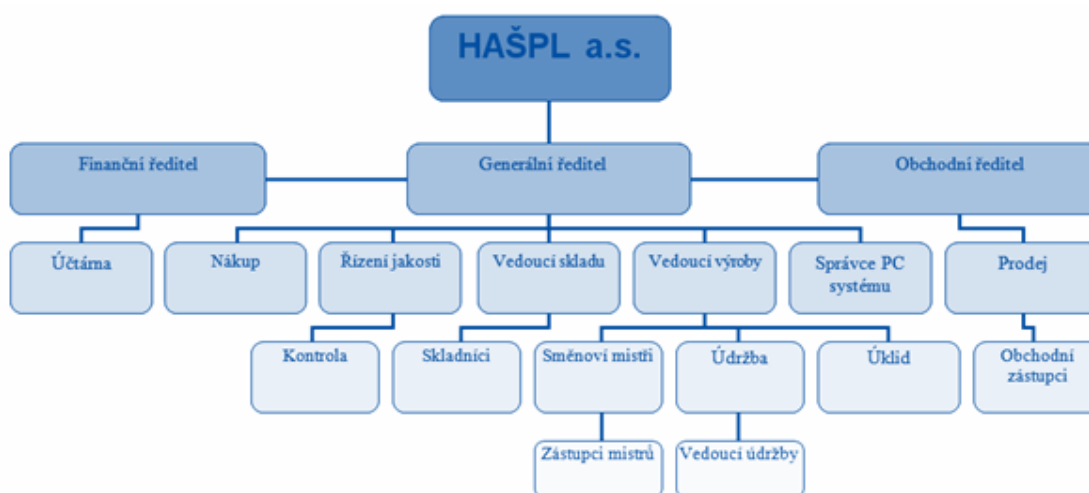 HAŠPL a.s.
Finanční ředitel
Generální ředitel
Obchodní ředitel
Účtárna
Nákup
Řízení jakosti
Vedoucí skladu
Vedoucí výroby
Správce PC
systému
Prodej
Kontrola
Skladníci
Směnoví mistři
Údržba
Úklid
Obchodní
zástupci
Zástupci mistrů
Vedoucí údržby